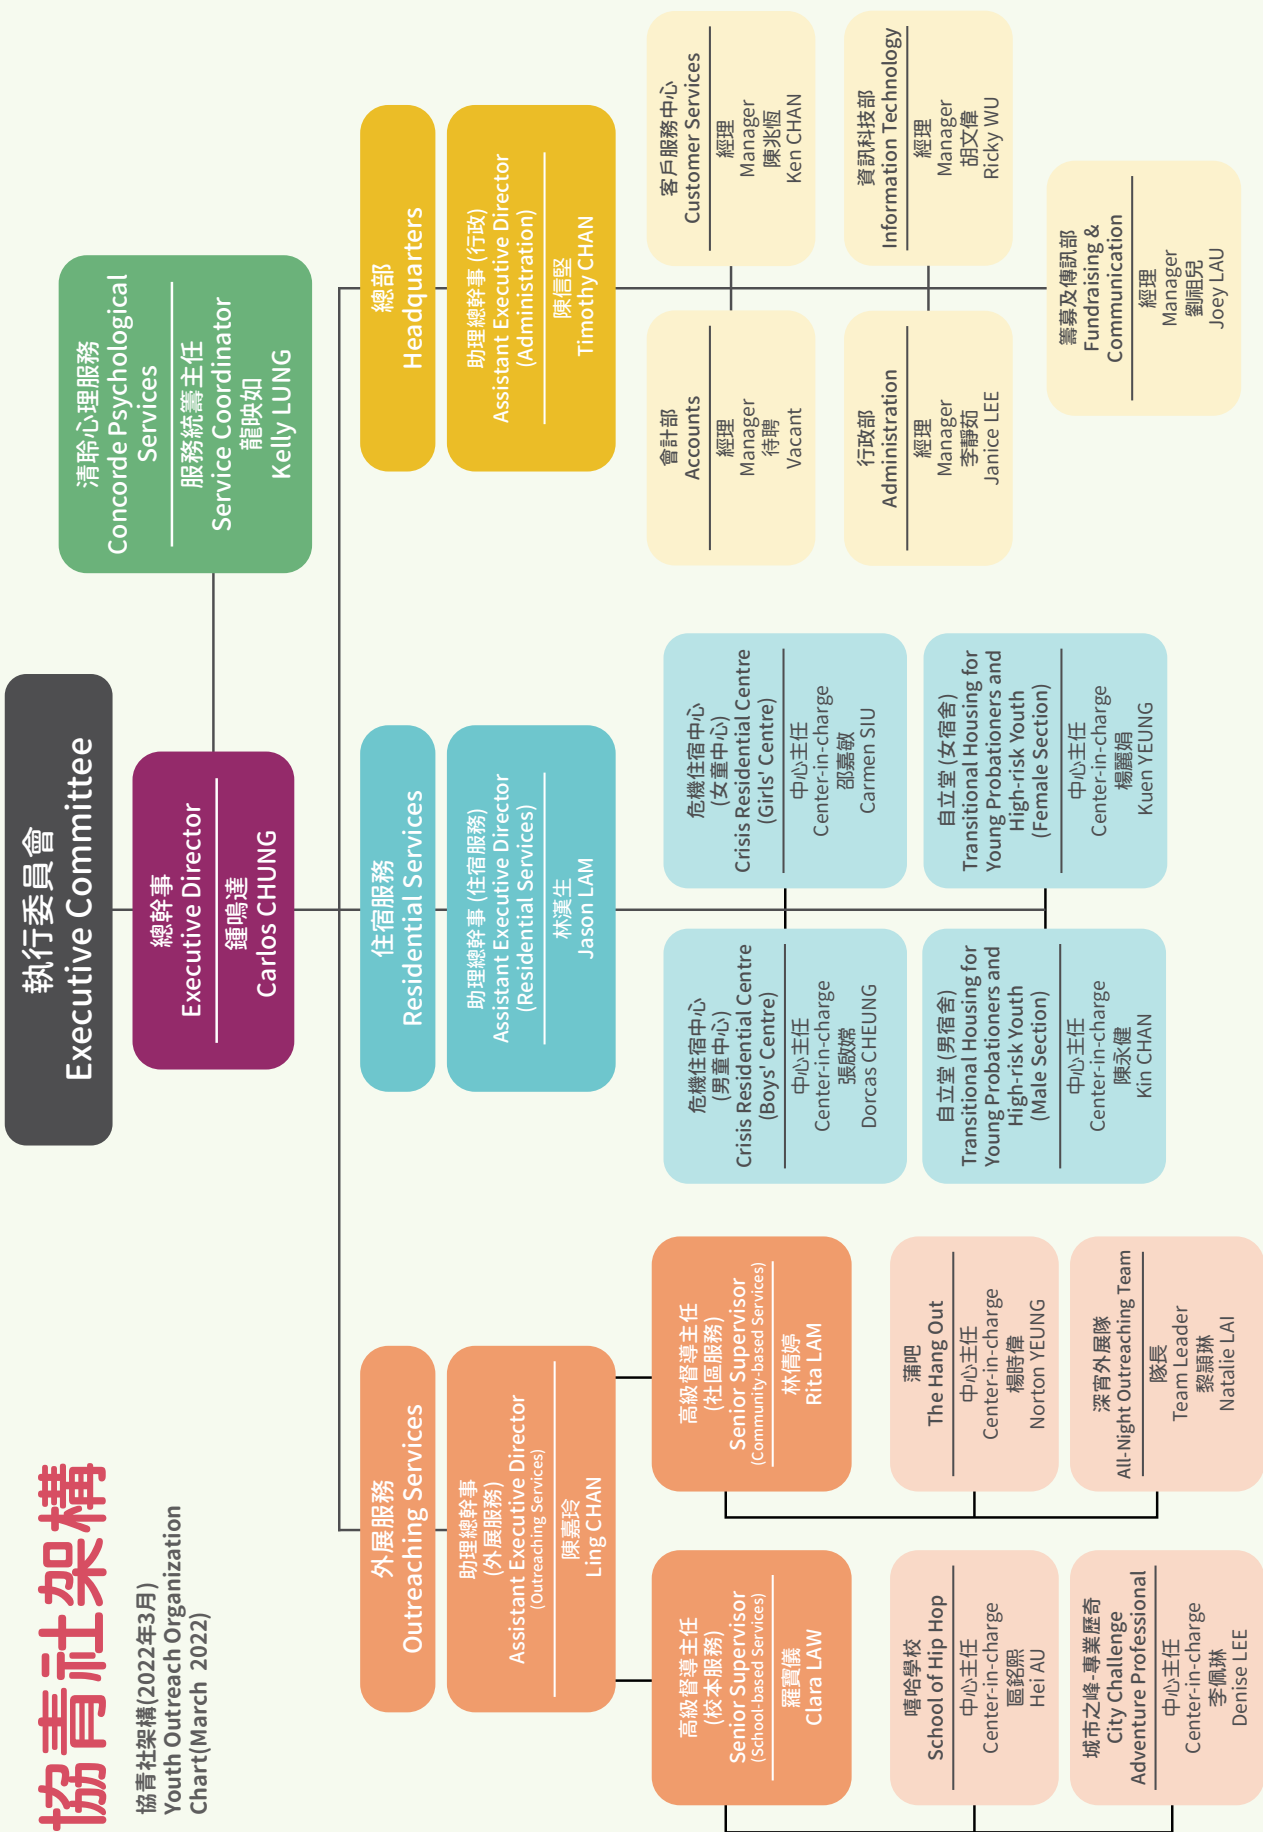 協青社架構
協青社架構(2022年3月)
Youth Outreach Organization
Chart(March 2022)
執行委員會
Executive Committee
總幹事
Executive Director
鍾鳴達
Carlos CHUNG
清聆心理服務
Concorde Psychological
Services
服務統籌主任
Service Coordinator
龍映如
Kelly LUNG
外展服務
Outreaching Services
助理總幹事
(外展服務)
Assistant Executive Director
(Outreaching Services)
陳嘉玲
Ling CHAN
高級督導主任
(校本服務)
Senior Supervisor
(School-based Services)
羅寶儀
Clara LAW
嘻哈學校
School of Hip Hop
中心主任
Center-in-charge
區銘熙
Hei AU
城市之峰-專業歷奇
City Challenge
Adventure Professional
中心主任
Center-in-charge
李佩琳
Denise LEE
高級督導主任
(社區服務)
Senior Supervisor
(Community-based Services)
林倩婷
Rita LAM
蒲吧
The Hang Out
中心主任
Center-in-charge
楊時偉
Norton YEUNG
深宵外展隊
All-Night Outreaching Team
隊長
Team Leader
黎穎琳
Natalie LAI
住宿服務
Residential Services
助理總幹事 (住宿服務)
Assistant Executive Director
(Residential Services)
林漢生
Jason LAM
危機住宿中心
(男童中心)
Crisis Residential Centre
(Boys' Centre)
中心主任
Center-in-charge
張啟嫦
Dorcas CHEUNG
危機住宿中心
(女童中心)
Crisis Residential Centre
(Girls' Centre)
中心主任
Center-in-charge
邵嘉敏
Carmen SIU
自立堂 (男宿舍)
Transitional Housing for
Young Probationers and
High-risk Youth
(Male Section)
中心主任
Center-in-charge
陳永健
Kin CHAN
自立堂 (女宿舍)
Transitional Housing for
Young Probationers and
High-risk Youth
(Female Section)
中心主任
Center-in-charge
楊麗娟
Kuen YEUNG
總部
Headquarters
助理總幹事 (行政)
Assistant Executive Director
(Administration)
陳信堅
Timothy CHAN
會計部
Accounts
經理
Manager
待聘
Vacant
客戶服務中心
Customer Services
經理
Manager
陳兆恆
Ken CHAN
行政部
Administration
經理
Manager
李靜茹
Janice LEE
資訊科技部
Information Technology
經理
Manager
胡文偉
Ricky WU
籌募及傳訊部
Fundraising &
Communication
經理
Manager
劉祖兒
Joey LAU